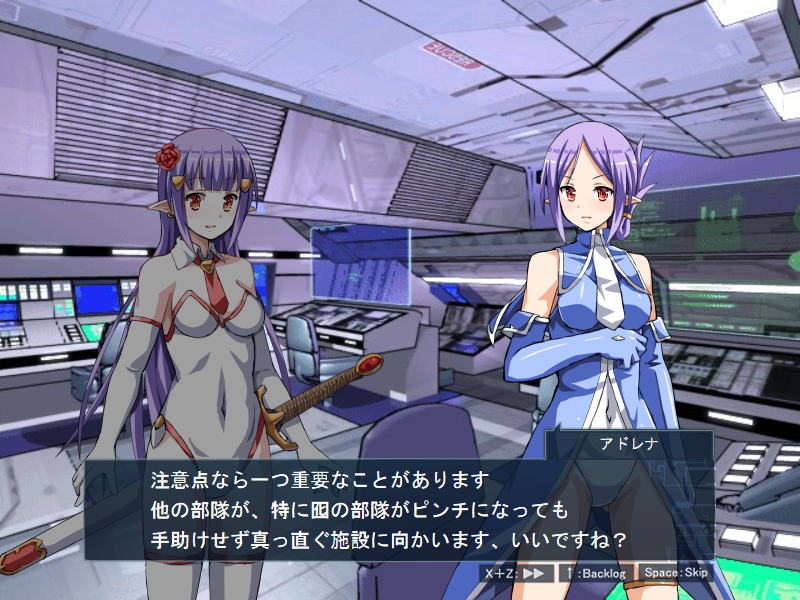 RESCUE
アドレナ
注意点なら一つ重要なことがあります
他の部隊が、特に囮の部隊がピンチになっても
手助けせず真っ直ぐ施設に向かいます、いいですね？
X+Z:▶▶ ↑:Backlog Space:Skip